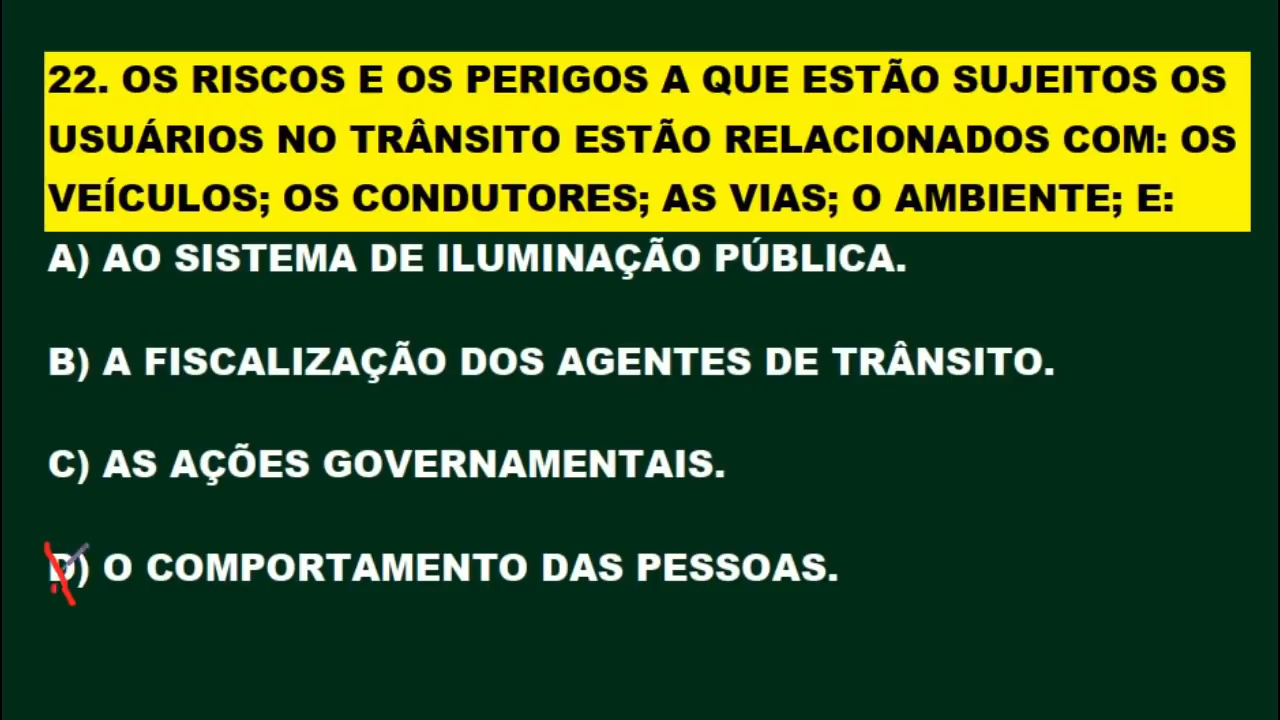 22. OS RISCOS E OS PERIGOS A QUE ESTÃO SUJEITOS OS
USUÁRIOS NO TRÂNSITO ESTÃO RELACIONADOS COM: OS
VEÍCULOS; OS CONDUTORES; AS VIAS; O AMBIENTE; E:
A) AO SISTEMA DE ILUMINAÇÃO PÚBLICA.
B) A FISCALIZAÇÃO DOS AGENTES DE TRÂNSITO.
C) AS AÇÕES GOVERNAMENTAIS.
D) O COMPORTAMENTO DAS PESSOAS.